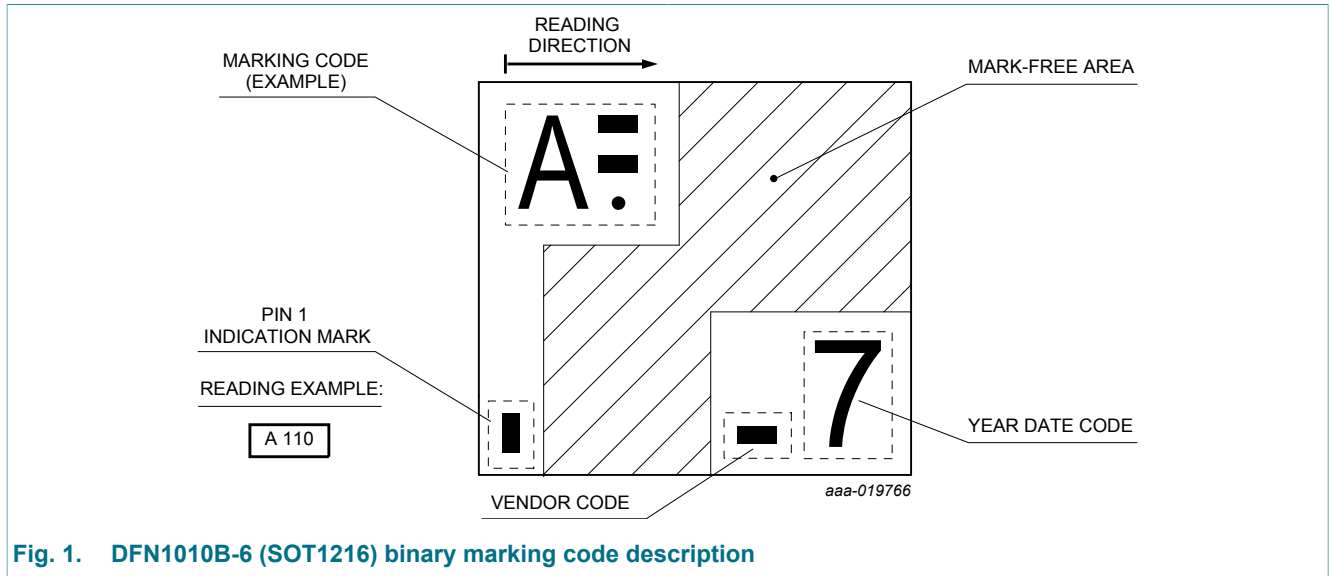 READING
DIRECTION
MARKING CODE
(EXAMPLE)
MARK-FREE AREA
A
PIN 1
INDICATION MARK
READING EXAMPLE:
A 110
7
YEAR DATE CODE
VENDOR CODE
aaa-019766
Fig. 1. DFN1010B-6 (SOT1216) binary marking code description